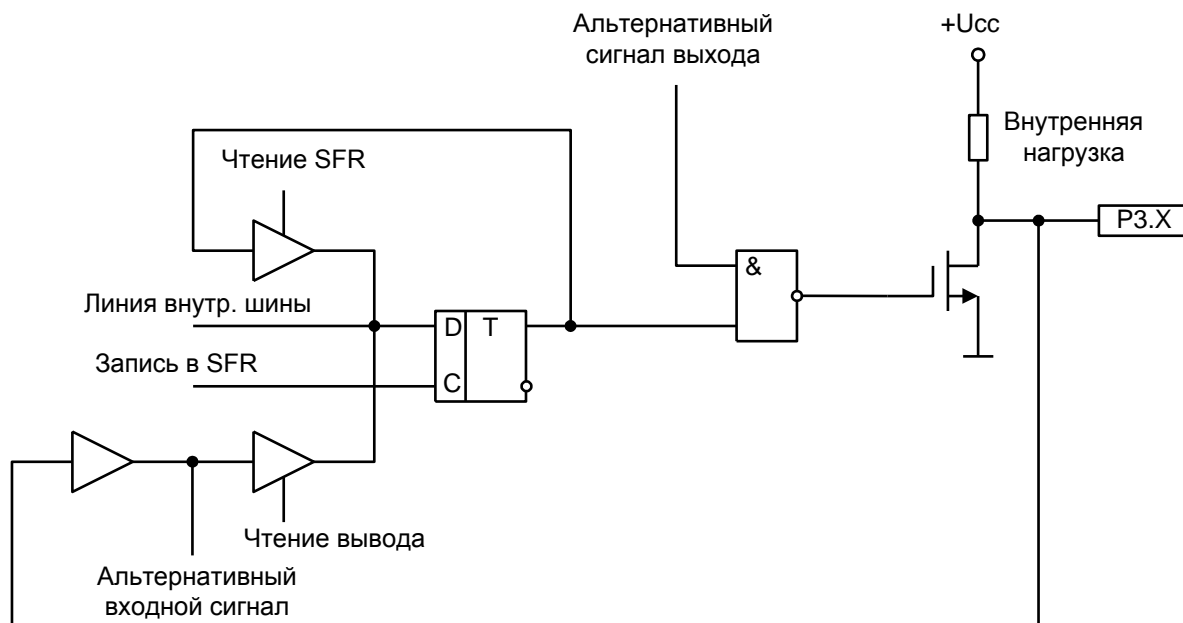 Альтернативный
сигнал выхода
+Ucc
Внутренняя
нагрузка
Чтение SFR
P3.X
&
Линия внутр. шины
D T
Запись в SFR
C
Чтение вывода
Альтернативный
входной сигнал